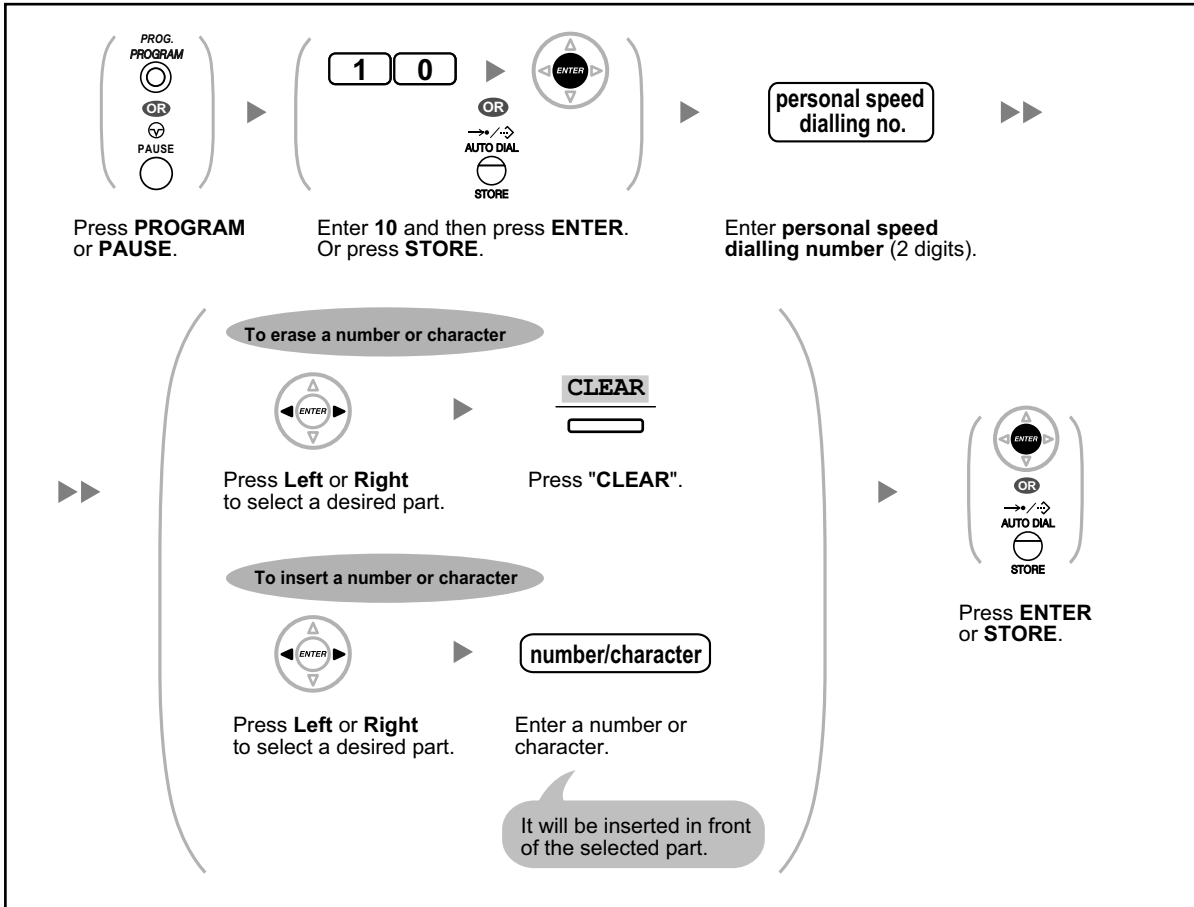 PROG.
PROGRAM
OR
PAUSE
Press PROGRAM
or PAUSE.
1 0
ENTER
OR
AUTO DIAL
STORE
Enter 10 and then press ENTER.
Or press STORE.
personal speed
dialling no.
Enter personal speed
dialling number (2 digits).
To erase a number or character
ENTER
Press Left or Right
to select a desired part.
CLEAR
Press "CLEAR".
To insert a number or character
ENTER
Press Left or Right
to select a desired part.
number/character
Enter a number or
character.
It will be inserted in front
of the selected part.
ENTER
OR
AUTO DIAL
STORE
Press ENTER
or STORE.